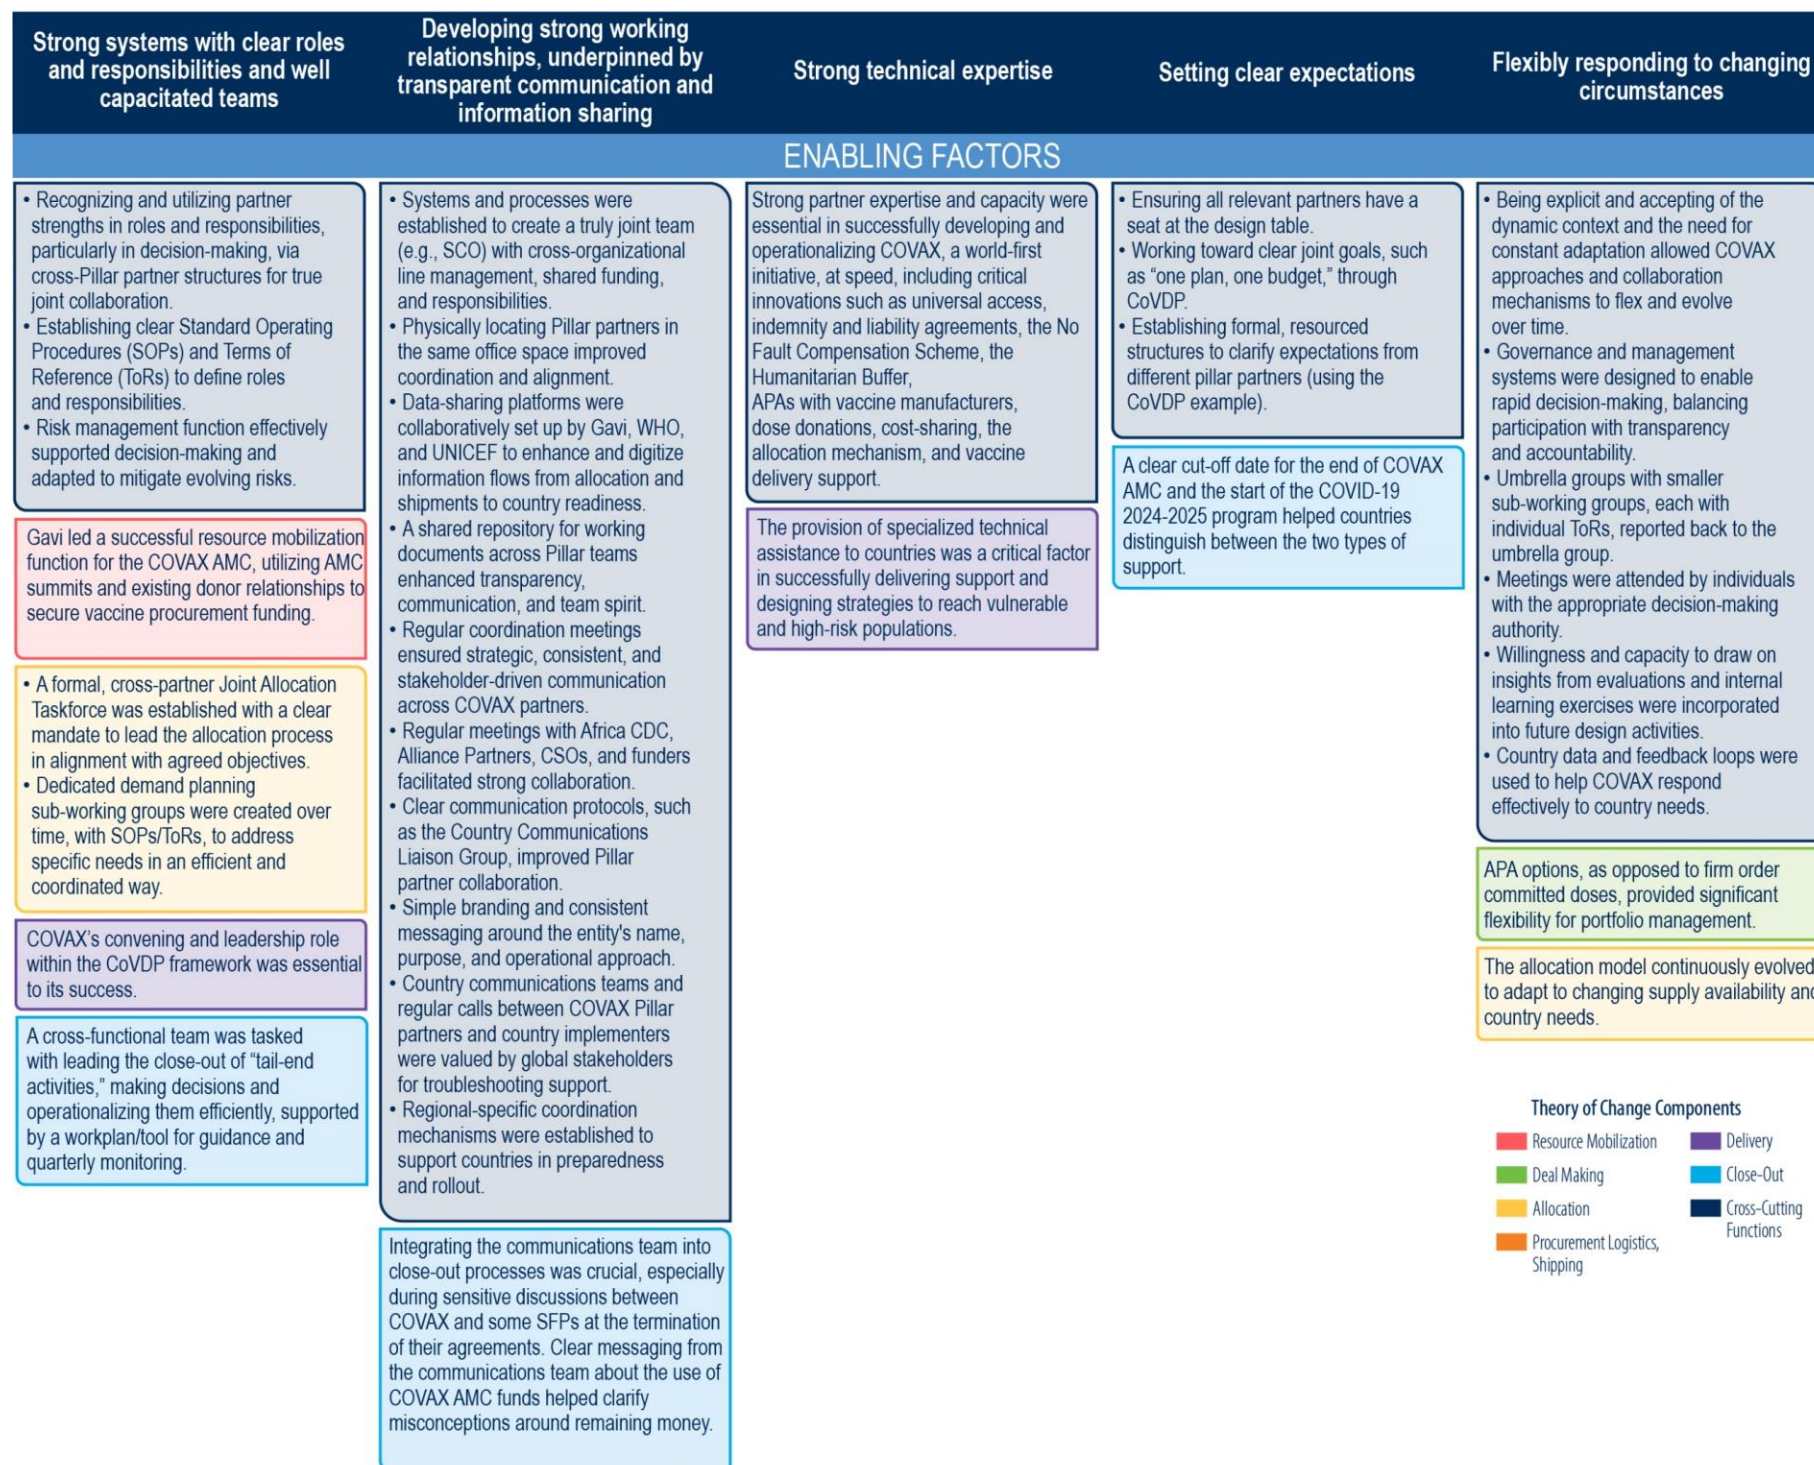 Strong systems with clear roles
and responsibilities and well
capacitated teams
Developing strong working
relationships, underpinned by
transparent communication and
information sharing
Strong technical expertise
Setting clear expectations
Flexibly responding to changing
circumstances
ENABLING FACTORS
• Recognizing and utilizing partner
strengths in roles and responsibilities,
particularly in decision-making, via
cross-Pillar partner structures for true
joint collaboration.
• Establishing clear Standard Operating
Procedures (SOPs) and Terms of
Reference (ToRs) to define roles
and responsibilities.
• Risk management function effectively
supported decision-making and
adapted to mitigate evolving risks.
Gavi led a successful resource mobilization
function for the COVAX AMC, utilizing AMC
summits and existing donor relationships to
secure vaccine procurement funding.
• A formal, cross-partner Joint Allocation
Taskforce was established with a clear
mandate to lead the allocation process
in alignment with agreed objectives.
• Dedicated demand planning
sub-working groups were created over
time, with SOPs/ToRs, to address
specific needs in an efficient and
coordinated way.
COVAX’s convening and leadership role
within the CoVDP framework was essential
to its success.
A cross-functional team was tasked
with leading the close-out of “tail-end
activities,” making decisions and
operationalizing them efficiently, supported
by a workplan/tool for guidance and
quarterly monitoring.
• Systems and processes were
established to create a truly joint team
(e.g., SCO) with cross-organizational
line management, shared funding,
and responsibilities.
• Physically locating Pillar partners in
the same office space improved
coordination and alignment.
• Data-sharing platforms were
collaboratively set up by Gavi, WHO,
and UNICEF to enhance and digitize
information flows from allocation and
shipments to country readiness.
• A shared repository for working
documents across Pillar teams
enhanced transparency,
communication, and team spirit.
• Regular coordination meetings
ensured strategic, consistent, and
stakeholder-driven communication
across COVAX partners.
• Regular meetings with Africa CDC,
Alliance Partners, CSOs, and funders
facilitated strong collaboration.
• Clear communication protocols, such
as the Country Communications
Liaison Group, improved Pillar
partner collaboration.
• Simple branding and consistent
messaging around the entity's name,
purpose, and operational approach.
• Country communications teams and
regular calls between COVAX Pillar
partners and country implementers
were valued by global stakeholders
for troubleshooting support.
• Regional-specific coordination
mechanisms were established to
support countries in preparedness
and rollout.
Integrating the communications team into
close-out processes was crucial, especially
during sensitive discussions between
COVAX and some SFPs at the termination
of their agreements. Clear messaging from
the communications team about the use of
COVAX AMC funds helped clarify
misconceptions around remaining money.
Strong partner expertise and capacity were
essential in successfully developing and
operationalizing COVAX, a world-first
initiative, at speed, including critical
innovations such as universal access,
indemnity and liability agreements, the No
Fault Compensation Scheme, the
Humanitarian Buffer,
APAs with vaccine manufacturers,
dose donations, cost-sharing, the
allocation mechanism, and vaccine
delivery support.
The provision of specialized technical
assistance to countries was a critical factor
in successfully delivering support and
designing strategies to reach vulnerable
and high-risk populations.
• Ensuring all relevant partners have a
seat at the design table.
• Working toward clear joint goals, such
as “one plan, one budget,” through
CoVDP.
• Establishing formal, resourced
structures to clarify expectations from
different pillar partners (using the
CoVDP example).
A clear cut-off date for the end of COVAX
AMC and the start of the COVID-19
2024-2025 program helped countries
distinguish between the two types of
support.
• Being explicit and accepting of the
dynamic context and the need for
constant adaptation allowed COVAX
approaches and collaboration
mechanisms to flex and evolve
over time.
• Governance and management
systems were designed to enable
rapid decision-making, balancing
participation with transparency
and accountability.
• Umbrella groups with smaller
sub-working groups, each with
individual ToRs, reported back to the
umbrella group.
• Meetings were attended by individuals
with the appropriate decision-making
authority.
• Willingness and capacity to draw on
insights from evaluations and internal
learning exercises were incorporated
into future design activities.
• Country data and feedback loops were
used to help COVAX respond
effectively to country needs.
APA options, as opposed to firm order
committed doses, provided significant
flexibility for portfolio management.
The allocation model continuously evolved
to adapt to changing supply availability and
country needs.
Theory of Change Components
Resource Mobilization
Deal Making
Allocation
Procurement Logistics,
Shipping
Delivery
Close-Out
Cross-Cutting
Functions